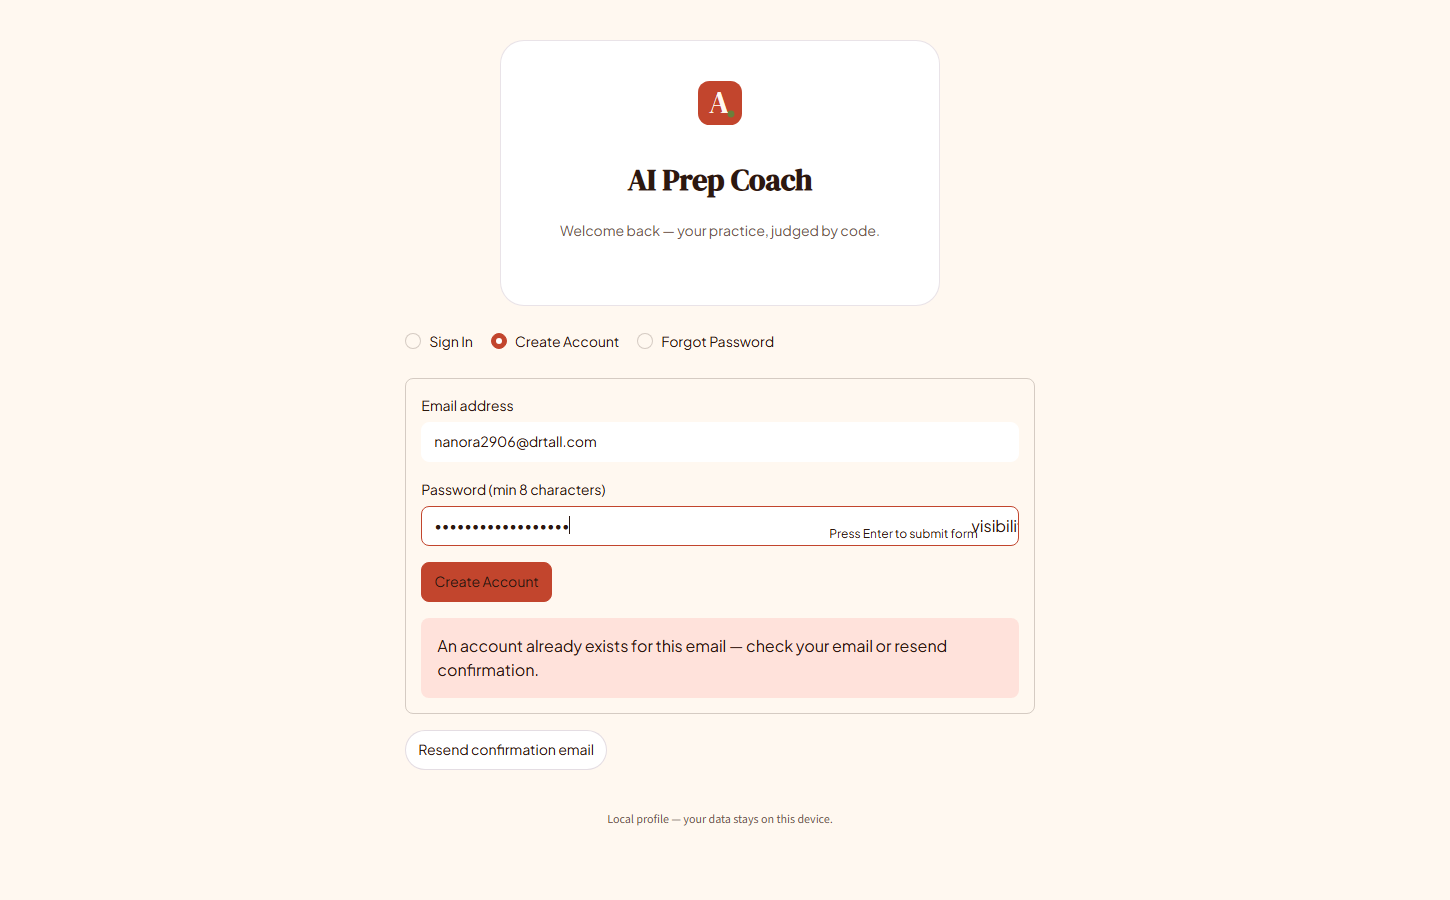 A
AI Prep Coach
Welcome back — your practice, judged by code.
Sign In
Create Account
Forgot Password
Email address
nanora2906@drtall.com
Password (min 8 characters)
••••••••••••••••••
Press Enter to submit form
visibili
Create Account
An account already exists for this email — check your email or resend
confirmation.
Resend confirmation email
Local profile — your data stays on this device.